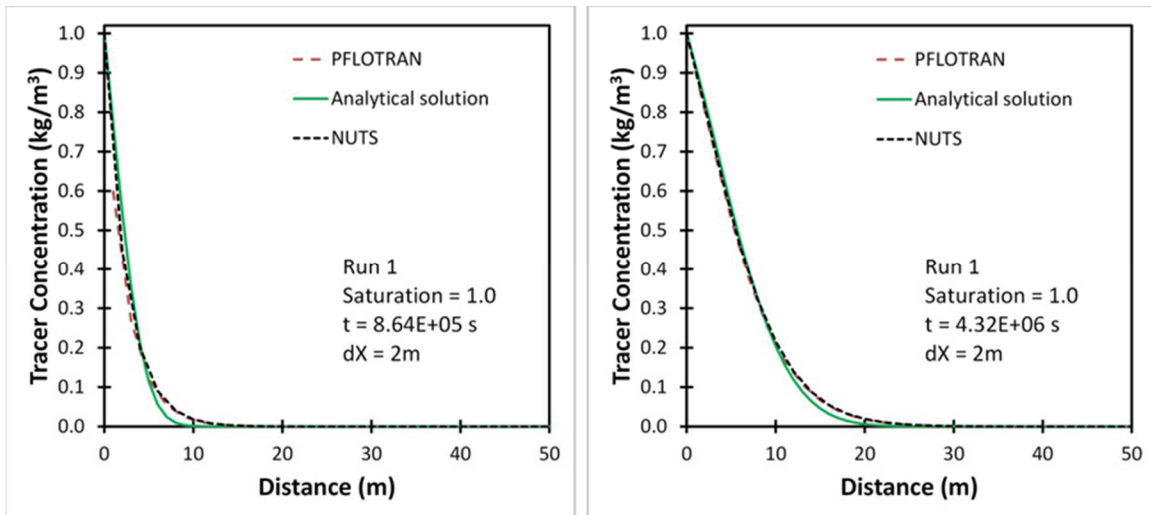 Tracer Concentration (kg/m³)
1.0
0.9
0.8
0.7
0.6
0.5
0.4
0.3
0.2
0.1
0.0
PFLOTRAN
Analytical solution
NUTS
Run 1
Saturation = 1.0
t = 8.64E+05 s
dX = 2m
0 10 20 30 40 50
Distance (m)
Tracer Concentration (kg/m³)
1.0
0.9
0.8
0.7
0.6
0.5
0.4
0.3
0.2
0.1
0.0
PFLOTRAN
Analytical solution
NUTS
Run 1
Saturation = 1.0
t = 4.32E+06 s
dX = 2m
0 10 20 30 40 50
Distance (m)